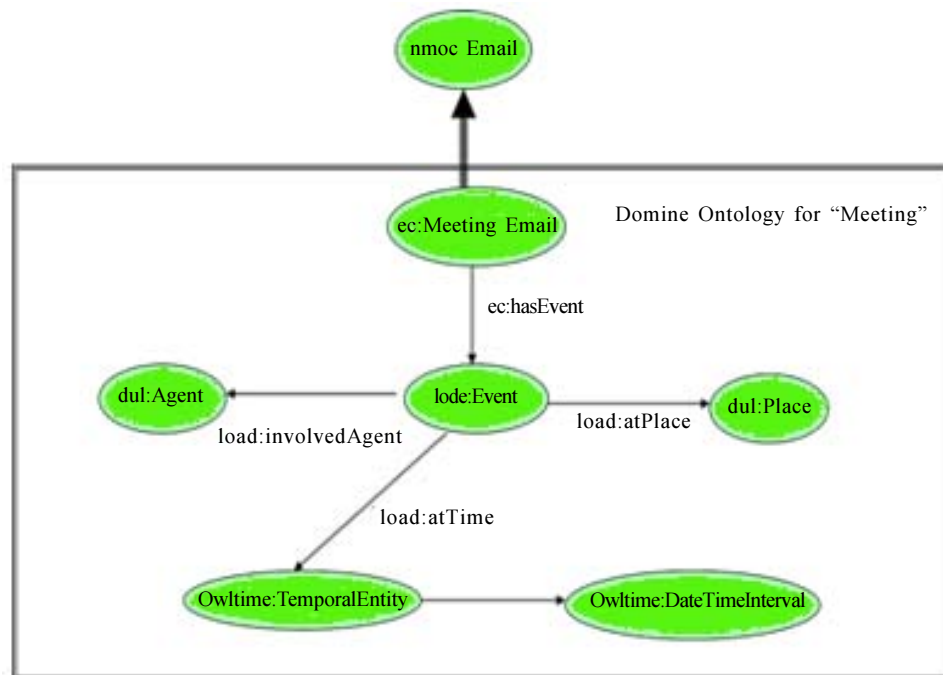 nmoc Email
ec:Meeting Email
Domine Ontology for “Meeting”
ec:hasEvent
dul:Agent
lode:Event
dul:Place
load:involvedAgent
load:atPlace
load:atTime
Owltime:TemporalEntity
Owltime:DateTimeInterval